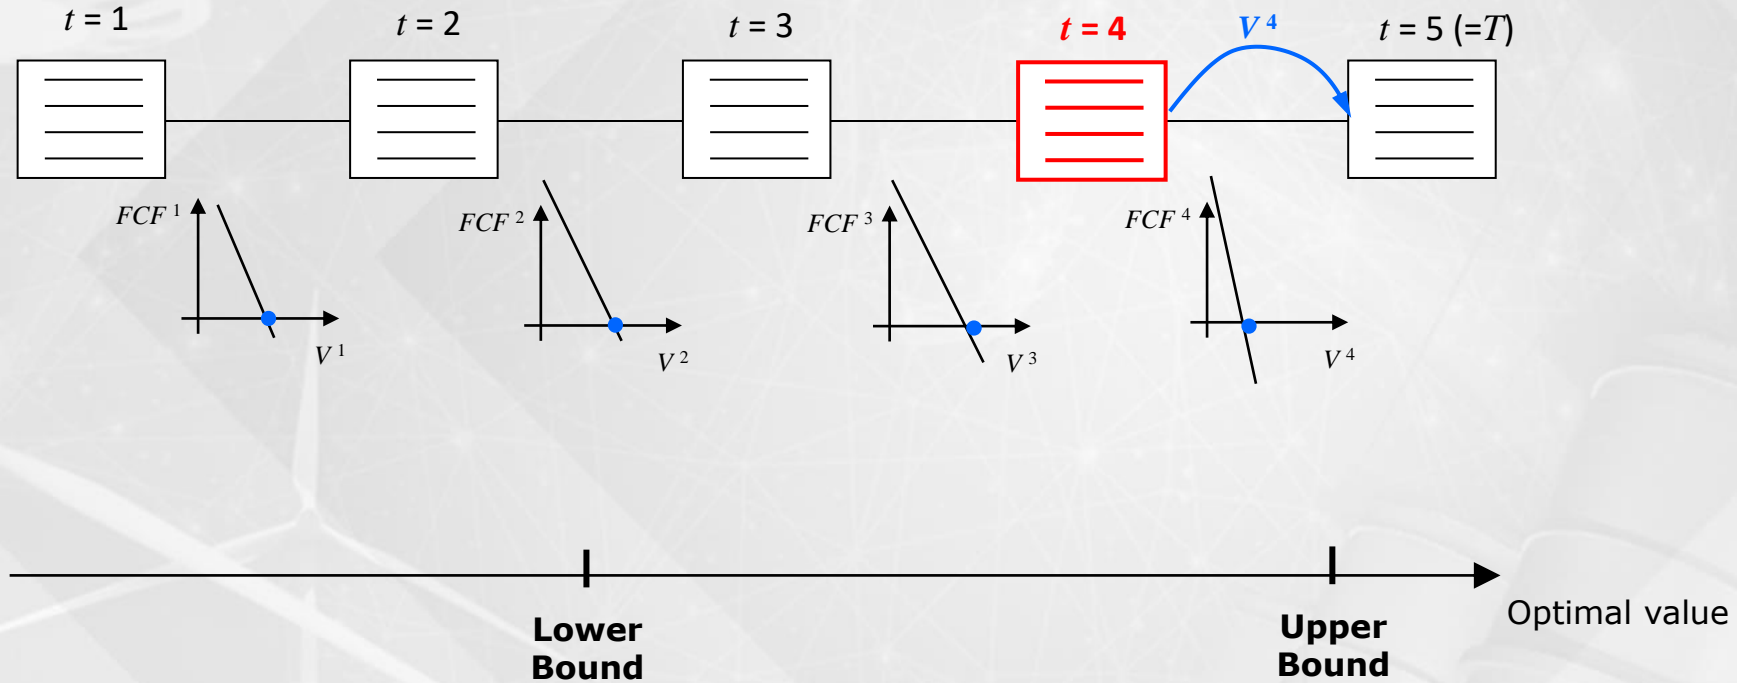 t = 1
t = 2
t = 3
t = 4
V 4
t = 5 (=T)
FCF 1
V 1
FCF 2
V 2
FCF 3
V 3
FCF 4
V 4
Lower
Bound
Upper
Bound
Optimal value